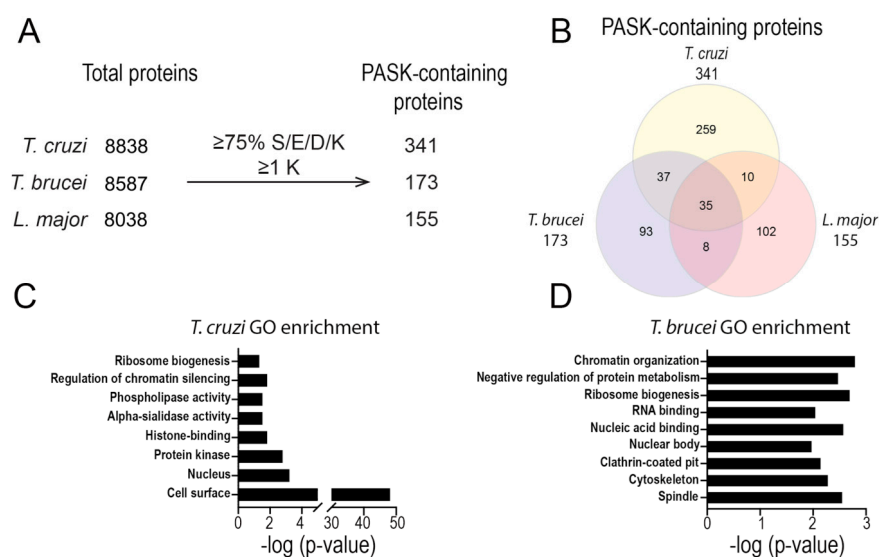 A
Total proteins
PASK-containing
proteins
T. cruzi 8838
≥75% S/E/D/K
341
T. brucei 8587
≥1 K
173
L. major 8038
155
B
PASK-containing proteins
T. cruzi
341
259
37
10
35
T. brucei
173
93
8
102
L. major
155
C
T. cruzi GO enrichment
Ribosome biogenesis
Regulation of chromatin silencing
Phospholipase activity
Alpha-sialidase activity
Histone-binding
Protein kinase
Nucleus
Cell surface
0 2 4 30 40 50
-log (p-value)
D
T. brucei GO enrichment
Chromatin organization
Negative regulation of protein metabolism
Ribosome biogenesis
RNA binding
Nucleic acid binding
Nuclear body
Clathrin-coated pit
Cytoskeleton
Spindle
0 1 2 3
-log (p-value)